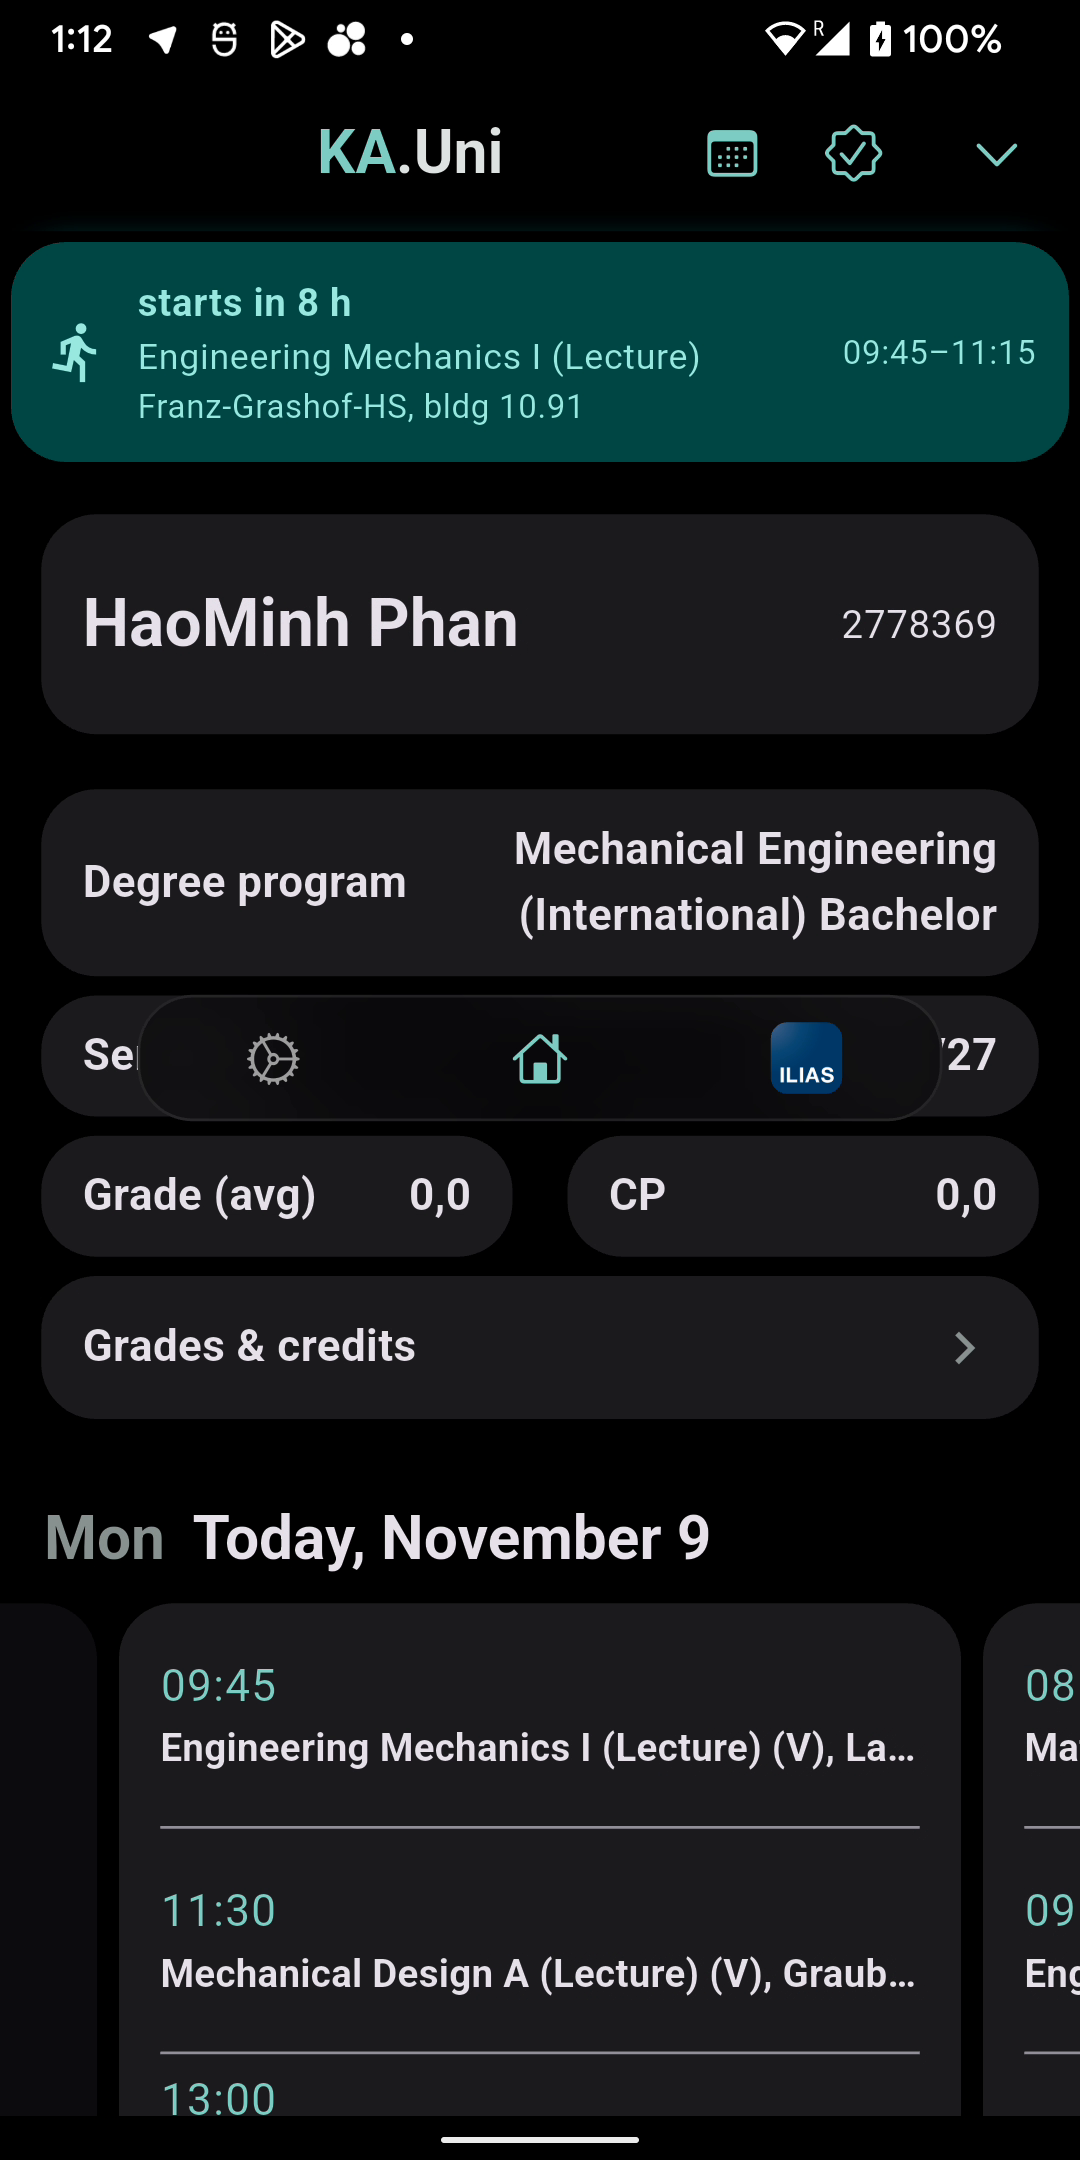 1:12
R
100%
KA.Uni
starts in 8 h
Engineering Mechanics I (Lecture)
09:45–11:15
Franz-Grashof-HS, bldg 10.91
HaoMinh Phan
2778369
Degree program
Mechanical Engineering
(International) Bachelor
/27
ILIAS
Grade (avg)
0,0
CP
0,0
Grades & credits
Mon Today, November 9
09:45
Engineering Mechanics I (Lecture) (V), La…
11:30
Mechanical Design A (Lecture) (V), Graub…
13:00
08
09